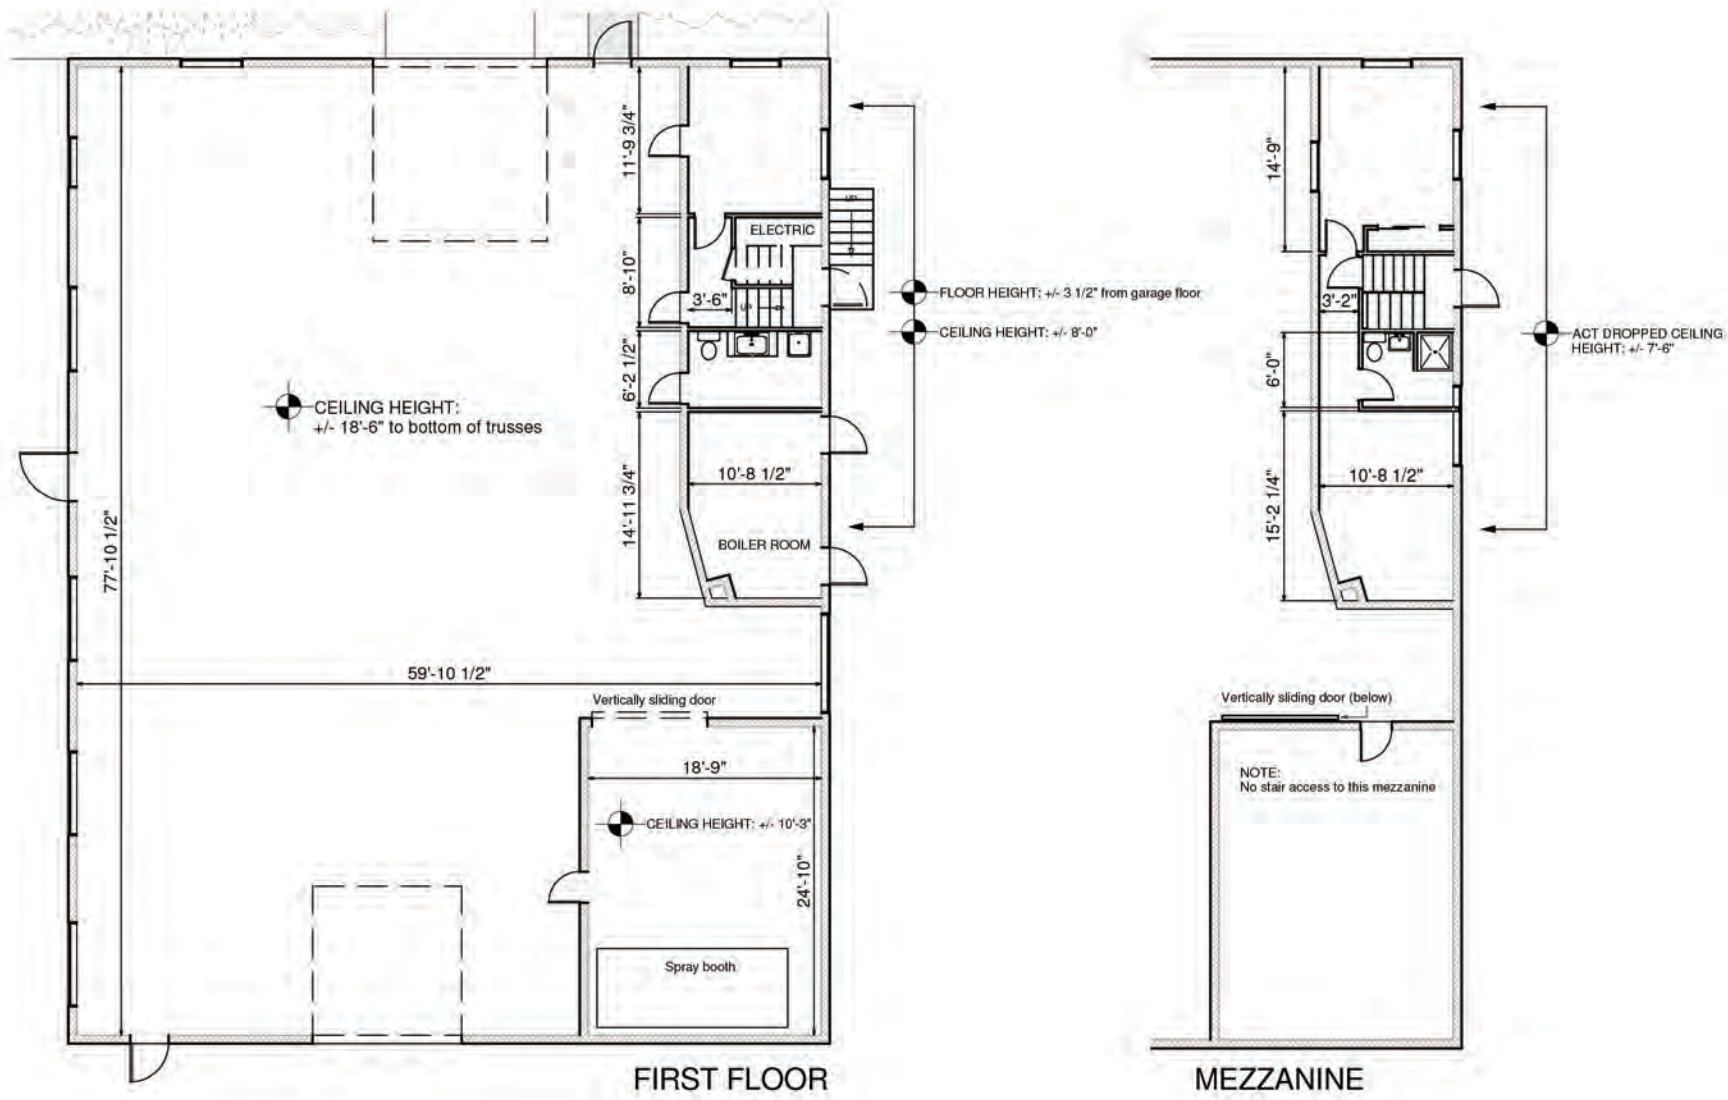 11'-9 3/4"
ELECTRIC
UP
8'-10"
3'-6"
UP
FLOOR HEIGHT: +/- 3 1/2" from garage floor
CEILING HEIGHT: +/- 8'-0"
6'-2 1/2"
CEILING HEIGHT:
+/- 18'-6" to bottom of trusses
10'-8 1/2"
14'-11 3/4"
BOILER ROOM
77'-10 1/2"
59'-10 1/2"
Vertically sliding door
18'-9"
CEILING HEIGHT: +/- 10'-3"
24'-10"
Spray booth
FIRST FLOOR
14'-9"
3'-2"
ACT DROPPED CEILING
HEIGHT: +/- 7'-6"
6'-0"
10'-8 1/2"
15'-2 1/4"
Vertically sliding door (below)
NOTE:
No stair access to this mezzanine
MEZZANINE